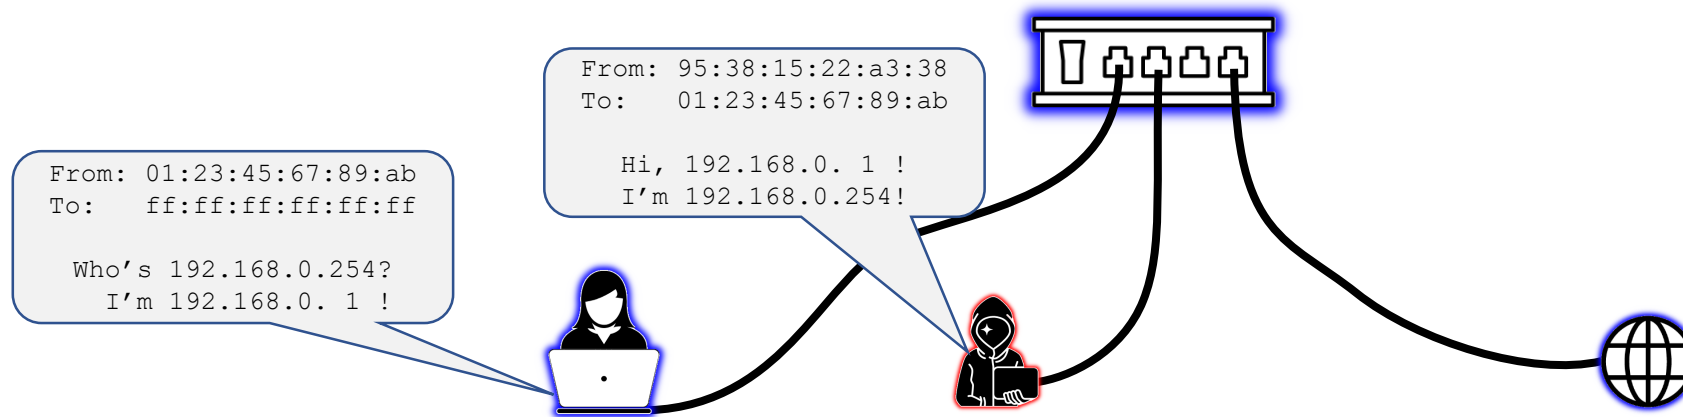 From: 01:23:45:67:89:ab
To: ff:ff:ff:ff:ff:ff
Who’s 192.168.0.254?
I’m 192.168.0. 1 !
From: 95:38:15:22:a3:38
To: 01:23:45:67:89:ab
Hi, 192.168.0. 1 !
I’m 192.168.0.254!